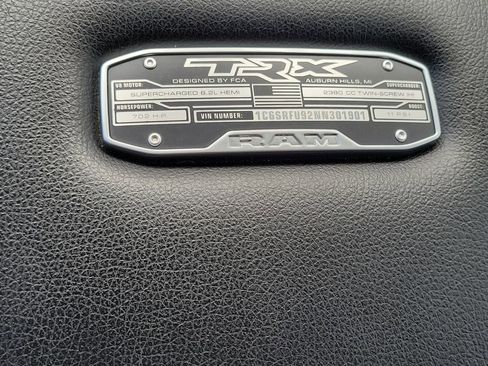 TRX
DESIGNED BY FCA AUBURN HILLS, MI
V8 MOTOR SUPERCHARGER:
SUPERCHARGED 6.2L HEMI 2380 CC TWIN-SCREW
HORSEPOWER: BOOST:
702 H.P. VIN NUMBER: 1C6SRFU92NN301901 11 PSI
RAM